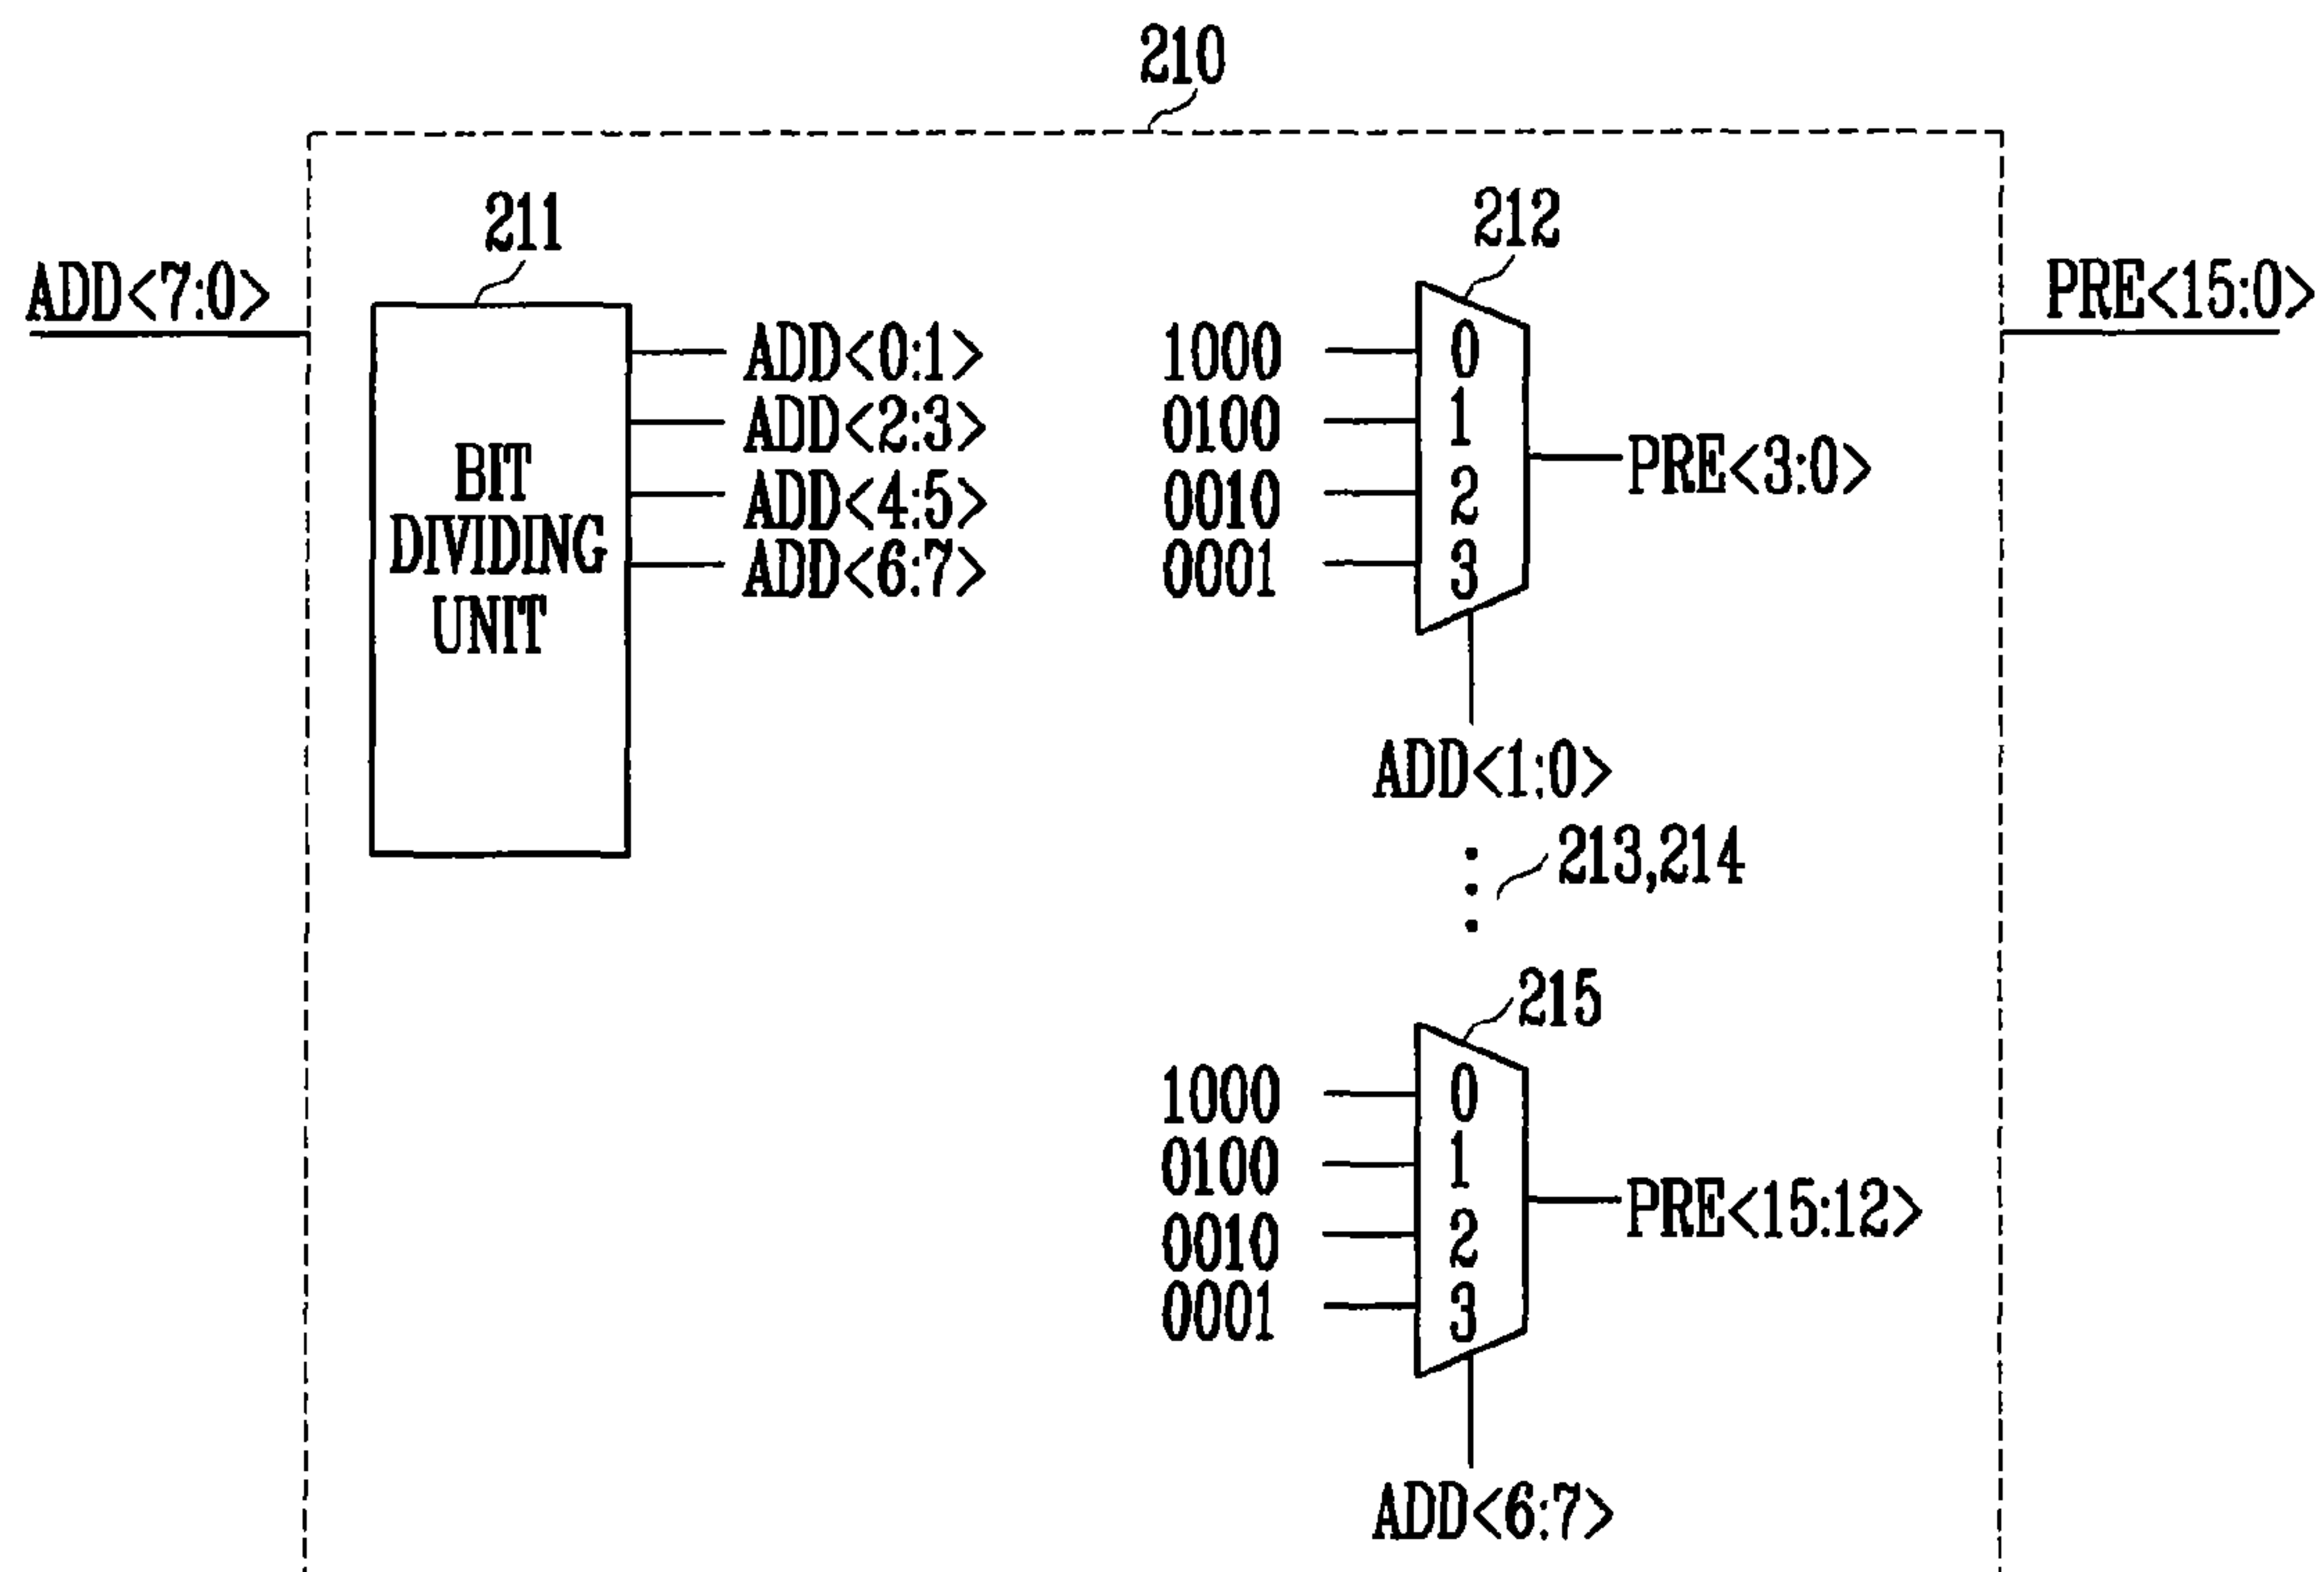 210
211
212
ADD<7:0>
PRE<15:0>
BIT
DIVIDING
UNIT
ADD<0:1>
ADD<2:3>
ADD<4:5>
ADD<6:7>
1000
0100
0010
0001
0
1
2
3
PRE<3:0>
ADD<1:0>
213,214
215
1000
0100
0010
0001
0
1
2
3
PRE<15:12>
ADD<6:7>